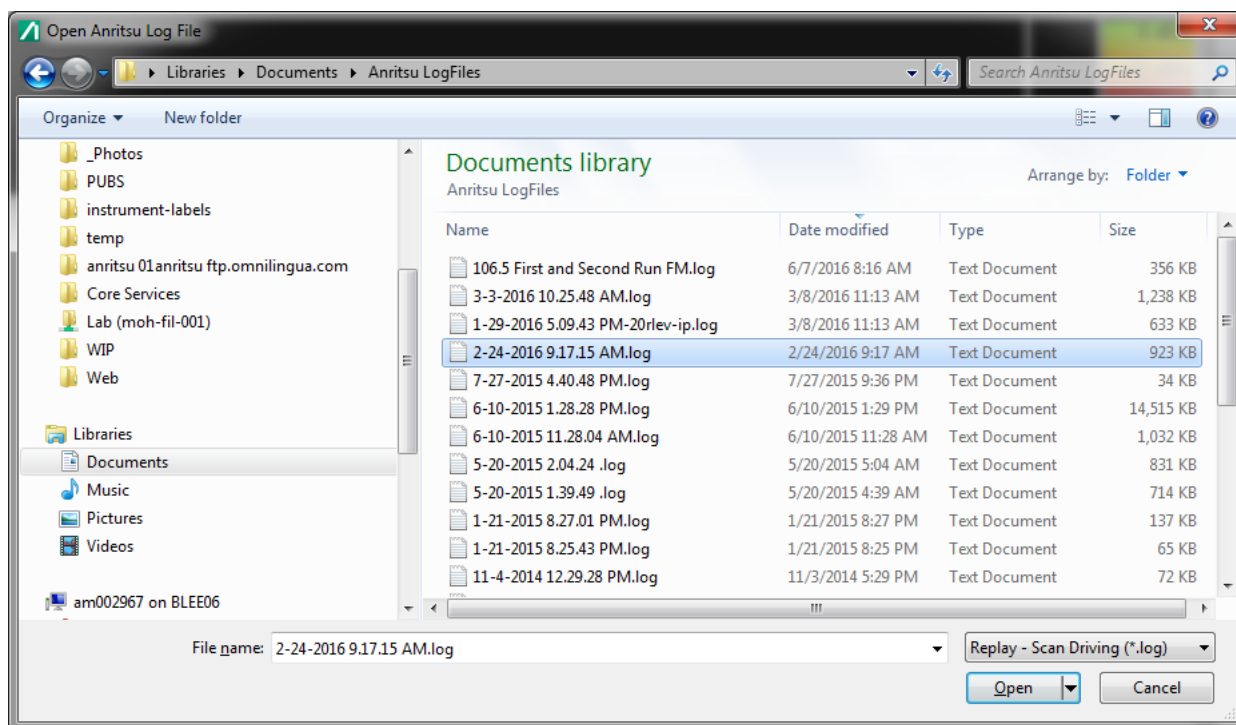 Open Anritsu Log File
Libraries Documents Anritsu LogFiles
Search Anritsu LogFiles
Organize New folder
_Photos
PUBS
instrument-labels
temp
anritsu 01anritsu ftp.omnilingua.com
Core Services
Lab (moh-fil-001)
WIP
Web
Libraries
Documents
Music
Pictures
Videos
am002967 on BLEE06
Documents library
Anritsu LogFiles
Arrange by: Folder
Name Date modified Type Size
106.5 First and Second Run FM.log 6/7/2016 8:16 AM Text Document 356 KB
3-3-2016 10.25.48 AM.log 3/8/2016 11:13 AM Text Document 1,238 KB
1-29-2016 5.09.43 PM-20rlev-ip.log 3/8/2016 11:13 AM Text Document 633 KB
2-24-2016 9.17.15 AM.log 2/24/2016 9:17 AM Text Document 923 KB
7-27-2015 4.40.48 PM.log 7/27/2015 9:36 PM Text Document 34 KB
6-10-2015 1.28.28 PM.log 6/10/2015 1:29 PM Text Document 14,515 KB
6-10-2015 11.28.04 AM.log 6/10/2015 11:28 AM Text Document 1,032 KB
5-20-2015 2.04.24 .log 5/20/2015 5:04 AM Text Document 831 KB
5-20-2015 1.39.49 .log 5/20/2015 4:39 AM Text Document 714 KB
1-21-2015 8.27.01 PM.log 1/21/2015 8:27 PM Text Document 137 KB
1-21-2015 8.25.43 PM.log 1/21/2015 8:25 PM Text Document 65 KB
11-4-2014 12.29.28 PM.log 11/3/2014 5:29 PM Text Document 72 KB
File name: 2-24-2016 9.17.15 AM.log Replay - Scan Driving (*.log)
Open Cancel